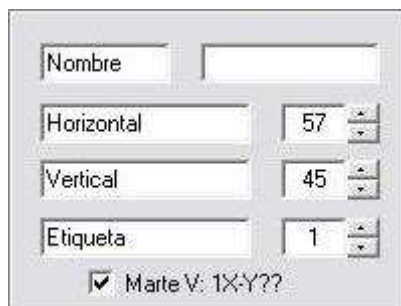 Nombre
Horizontal 57
Vertical 45
Etiqueta 1
Marte V: 1X-Y??